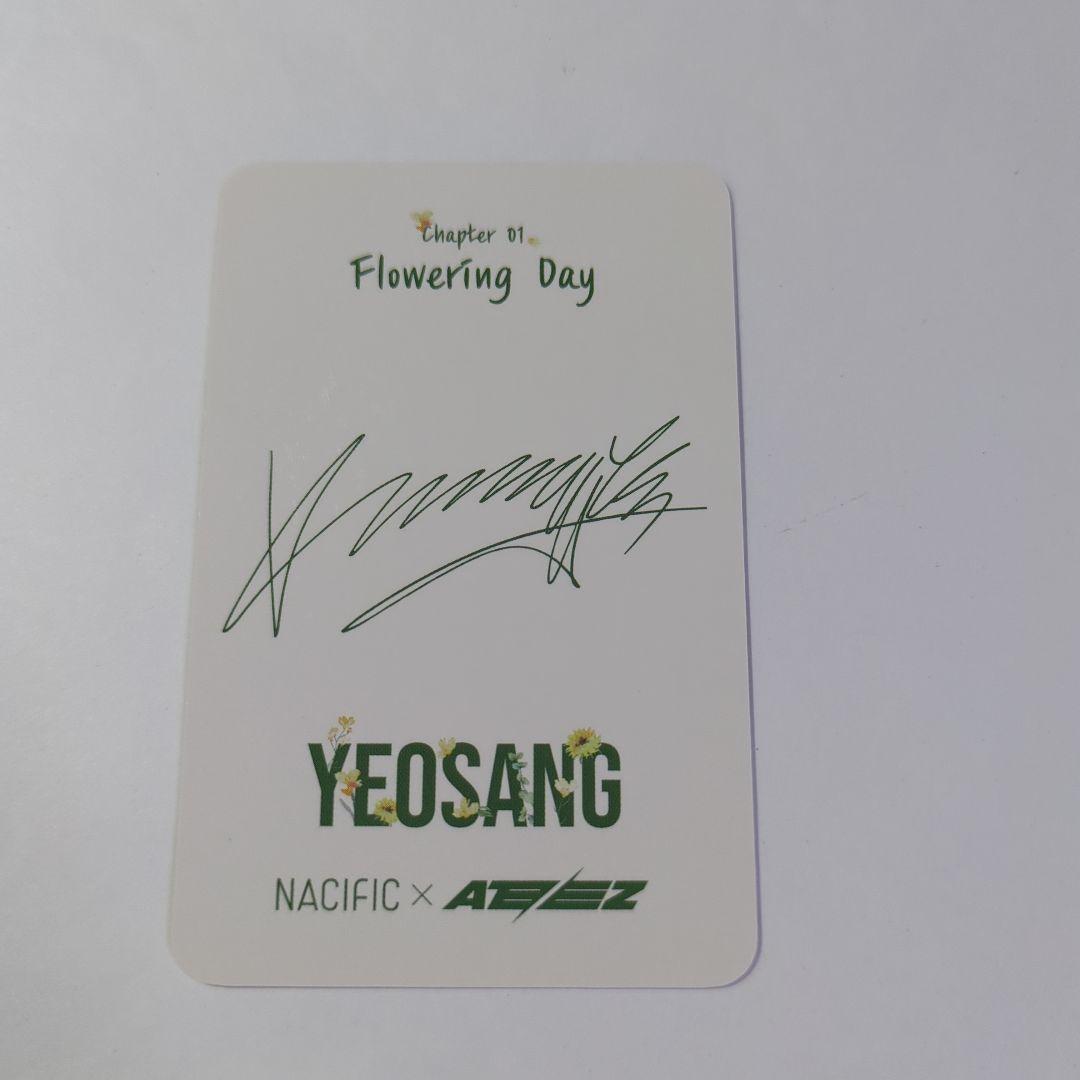 Chapter 01
Flowering Day
YEOSANG
NACIFIC × ATEEZ